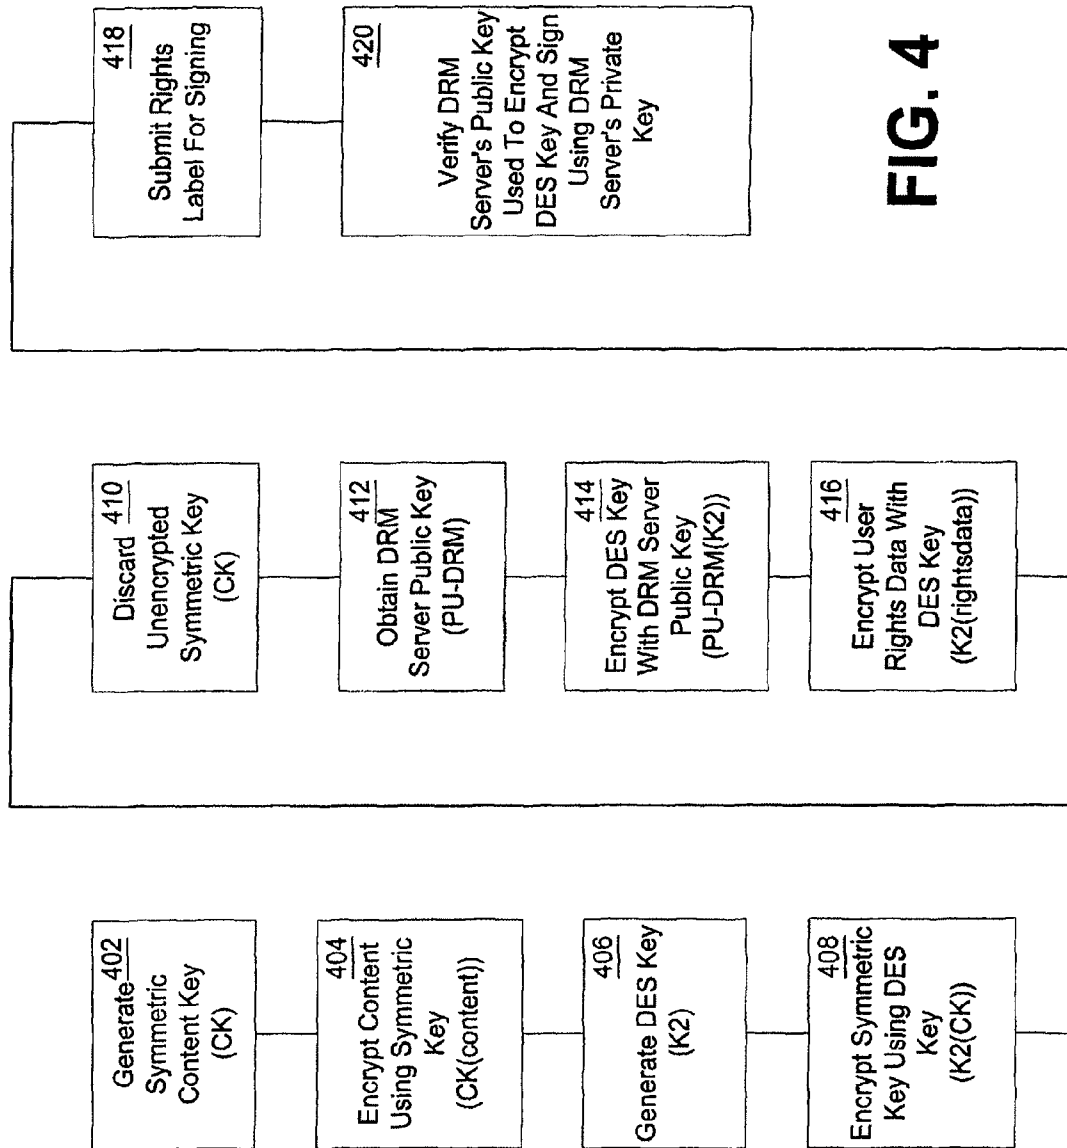 402
Generate
Symmetric
Content Key
(CK)
404
Encrypt Content
Using Symmetric
Key
(CK(content))
406
Generate DES Key
(K2)
408
Encrypt Symmetric
Key Using DES
Key
(K2(CK))
410
Discard
Unencrypted
Symmetric Key
(CK)
412
Obtain DRM
Server Public Key
(PU-DRM)
414
Encrypt DES Key
With DRM Server
Public Key
(PU-DRM(K2))
416
Encrypt User
Rights Data With
DES Key
(K2(rightsdata))
418
Submit Rights
Label For Signing
420
Verify DRM
Server's Public Key
Used To Encrypt
DES Key And Sign
Using DRM
Server's Private
Key
FIG. 4